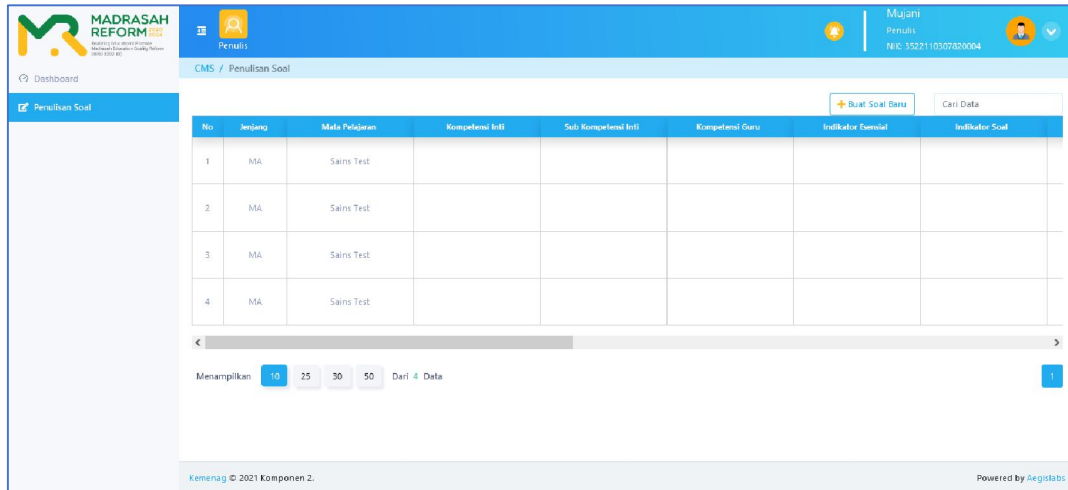 MADRASAH
REFORM
Dashboard
Penulisan Soal
Penulis
Mujani
Penulis
NIK: 3522110307820004
CMS / Penulisan Soal
Buat Soal Baru
Cari Data
No Jenjang Mata Pelajaran Kompetensi Inti Sub Kompetensi Inti Kompetensi Guru Indikator Esensial Indikator Soal
1 MA Sains Test
2 MA Sains Test
3 MA Sains Test
4 MA Sains Test
Menampilkan 10 25 30 50 Dari 4 Data
1
Kemenag © 2021 Komponen 2.
Powered by Aegislabs